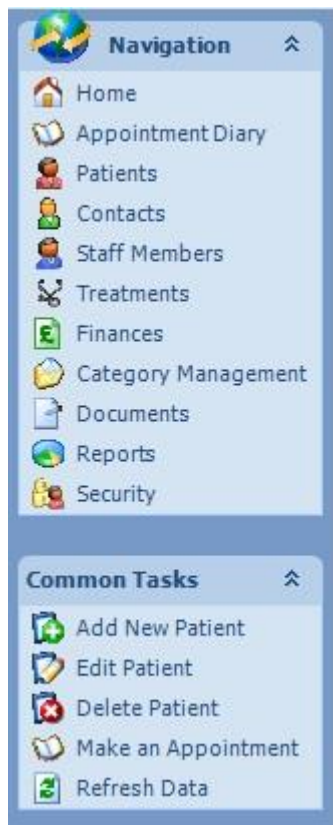 Navigation
Home
Appointment Diary
Patients
Contacts
Staff Members
Treatments
Finances
Category Management
Documents
Reports
Security
Common Tasks
Add New Patient
Edit Patient
Delete Patient
Make an Appointment
Refresh Data